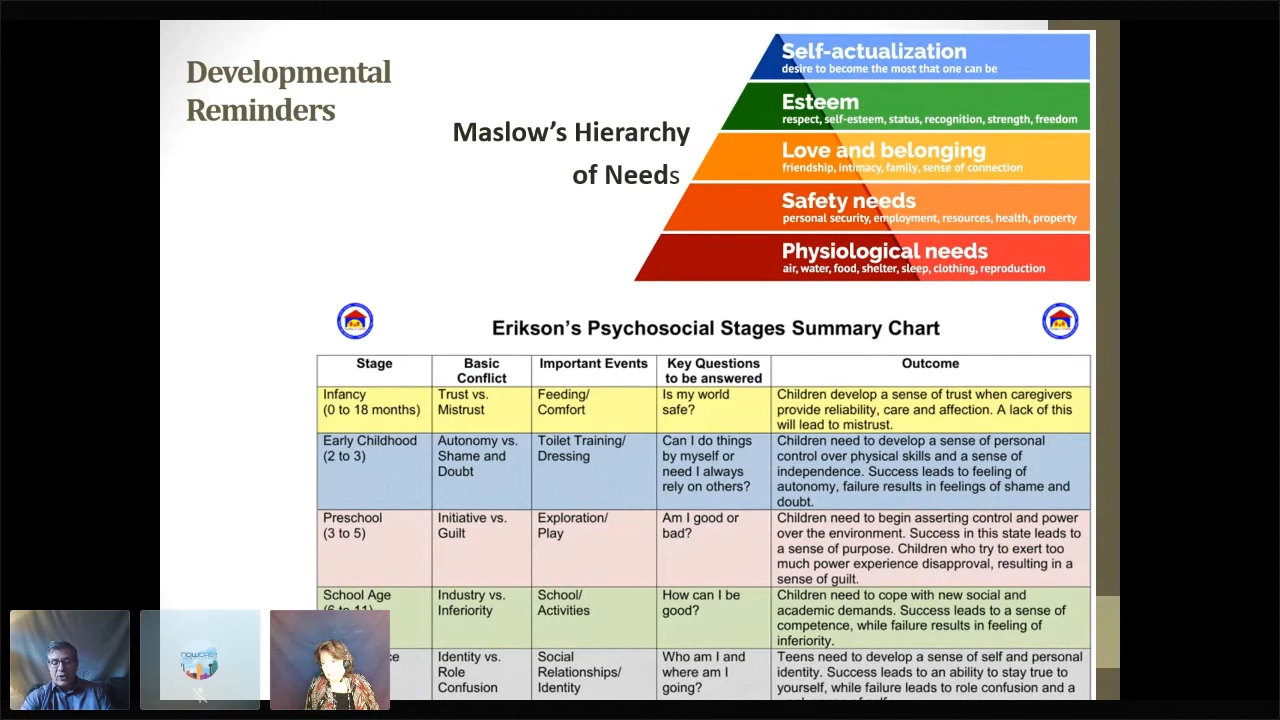 Developmental
Reminders
Maslow's Hierarchy
of Needs
Self-actualization
desire to become the most that one can be
Esteem
respect, self-esteem, status, recognition, strength, freedom
Love and belonging
friendship, intimacy, family, sense of connection
Safety needs
personal security, employment, resources, health, property
Physiological needs
air, water, food, shelter, sleep, clothing, reproduction
Erikson's Psychosocial Stages Summary Chart
Stage
Basic
Conflict
Important Events
Key Questions
to be answered
Outcome
Infancy
(0 to 18 months)
Trust vs.
Mistrust
Feeding/
Comfort
Is my world
safe?
Children develop a sense of trust when caregivers
provide reliability, care and affection. A lack of this
will lead to mistrust.
Early Childhood
(2 to 3)
Autonomy vs.
Shame and
Doubt
Toilet Training/
Dressing
Can I do things
by myself or
need I always
rely on others?
Children need to develop a sense of personal
control over physical skills and a sense of
independence. Success leads to feeling of
autonomy, failure results in feelings of shame and
doubt.
Preschool
(3 to 5)
Initiative vs.
Guilt
Exploration/
Play
Am I good or
bad?
Children need to begin asserting control and power
over the environment. Success in this state leads to
a sense of purpose. Children who try to exert too
much power experience disapproval, resulting in a
sense of guilt.
School Age
(6 to 11)
Industry vs.
Inferiority
School/
Activities
How can I be
good?
Children need to cope with new social and
academic demands. Success leads to a sense of
competence, while failure results in feeling of
inferiority.
Identity vs.
Role
Confusion
Social
Relationships/
Identity
Who am I and
where am I
going?
Teens need to develop a sense of self and personal
identity. Success leads to an ability to stay true to
yourself, while failure leads to role confusion and a
NOWCAST